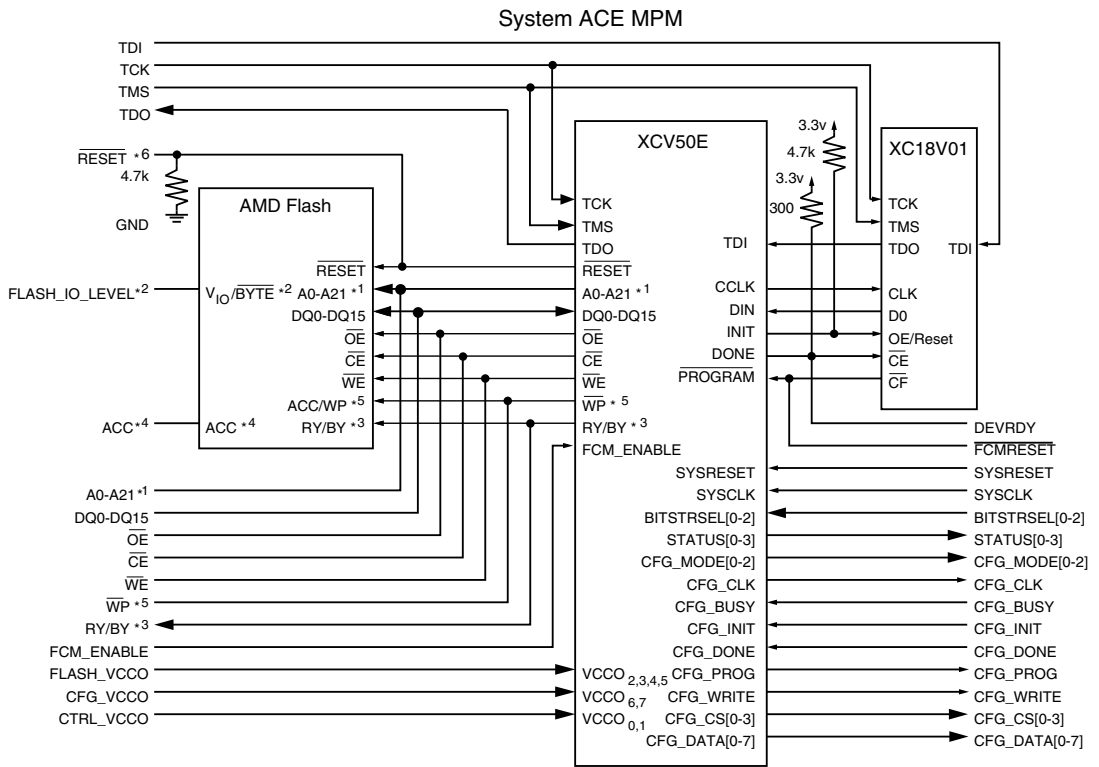 System ACE MPM
TDI
TCK
TMS
TDO
RESET *6
4.7k
GND
FLASH_IO_LEVEL*2
ACC*4
A0-A21*1
DQ0-DQ15
OE
CE
WE
WP *5
RY/BY *3
FCM_ENABLE
FLASH_VCCO
CFG_VCCO
CTRL_VCCO
AMD Flash
RESET
VIO/BYTE *2 A0-A21 *1
DQ0-DQ15
OE
CE
WE
ACC/WP *5
ACC *4 RY/BY *3
XCV50E
TCK
TMS
TDO
RESET
A0-A21 *1
DQ0-DQ15
OE
CE
WE
WP * 5
RY/BY * 3
FCM_ENABLE
VCCO 2,3,4,5
VCCO 6,7
VCCO 0,1
TDI
CCLK
DIN
INIT
DONE
PROGRAM
SYSRESET
SYSCLK
BITSTRSEL[0-2]
STATUS[0-3]
CFG_MODE[0-2]
CFG_CLK
CFG_BUSY
CFG_INIT
CFG_DONE
CFG_PROG
CFG_WRITE
CFG_CS[0-3]
CFG_DATA[0-7]
3.3v
4.7k
3.3v
300
XC18V01
TCK
TMS
TDO TDI
CLK
D0
OE/Reset
CE
CF
DEVRDY
FCMRESET
SYSRESET
SYSCLK
BITSTRSEL[0-2]
STATUS[0-3]
CFG_MODE[0-2]
CFG_CLK
CFG_BUSY
CFG_INIT
CFG_DONE
CFG_PROG
CFG_WRITE
CFG_CS[0-3]
CFG_DATA[0-7]